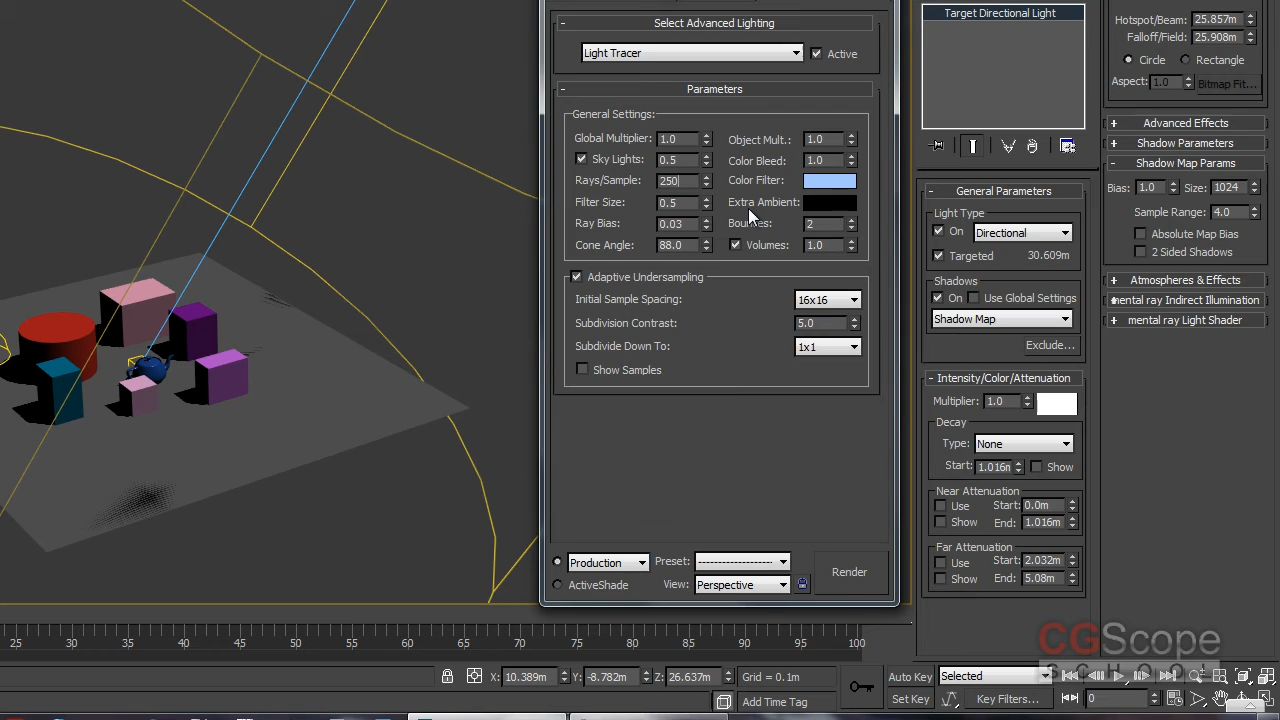 Select Advanced Lighting
Light Tracer
Active
Parameters
General Settings:
Global Multiplier: 1.0
Object Mult.: 1.0
Sky Lights: 0.5
Color Bleed: 1.0
Rays/Sample: 250
Color Filter:
Filter Size: 0.5
Extra Ambient:
Ray Bias: 0.03
Bounces: 2
Cone Angle: 88.0
Volumes: 1.0
Adaptive Undersampling
Initial Sample Spacing: 16x16
Subdivision Contrast: 5.0
Subdivide Down To: 1x1
Show Samples
Production
Preset: --------------------
ActiveShade
View: Perspective
Render
Target Directional Light
General Parameters
Light Type
On Directional
Targeted 30.609m
Shadows
On Use Global Settings
Shadow Map
Exclude...
Intensity/Color/Attenuation
Multiplier: 1.0
Decay
Type: None
Start: 1.016m Show
Near Attenuation
Use Start: 0.0m
Show End: 1.016m
Far Attenuation
Use Start: 2.032m
Show End: 5.08m
Hotspot/Beam: 25.857m
Falloff/Field: 25.908m
Circle Rectangle
Aspect: 1.0 Bitmap Fit...
Advanced Effects
Shadow Parameters
Shadow Map Params
Bias: 1.0 Size: 1024
Sample Range: 4.0
Absolute Map Bias
2 Sided Shadows
Atmospheres & Effects
mental ray Indirect Illumination
mental ray Light Shader
CGScope
SCHOOL
25 30 35 40 45 50 55 60 65 70 75 80 85 90 95 100
X: 10.389m Y: -8.782m Z: 26.637m Grid = 0.1m
Add Time Tag
Auto Key Selected
Set Key Key Filters... 0